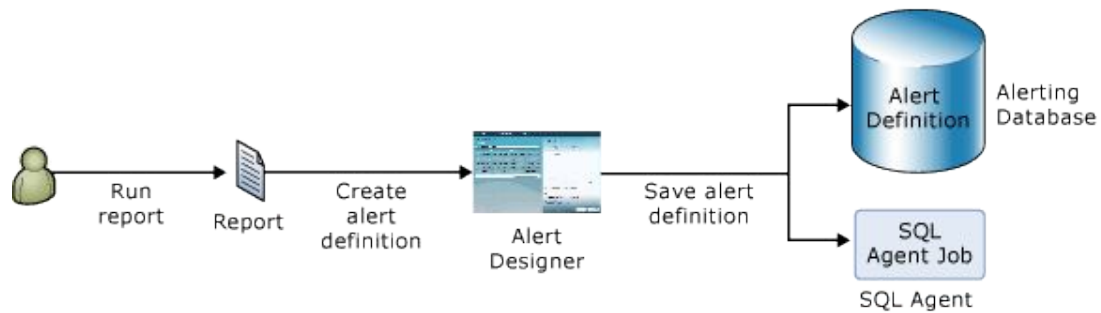 Run
report
Report
Create
alert
definition
Alert
Designer
Save alert
definition
Alert
Definition
Alerting
Database
SQL
Agent Job
SQL Agent